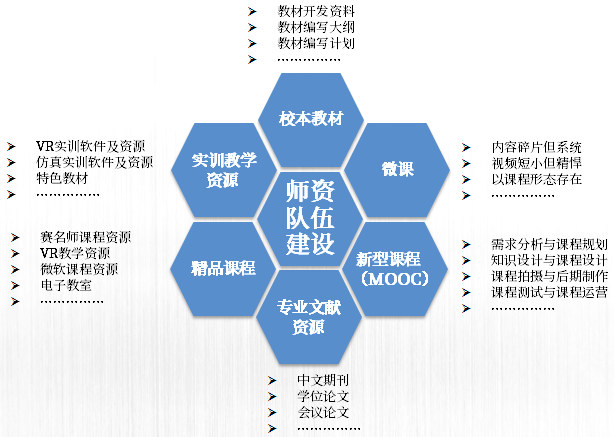 教材开发资料
教材编写大纲
教材编写计划
……………
校本教材
实训教学
资源
微课
VR实训软件及资源
仿真实训软件及资源
特色教材
……………
内容碎片但系统
视频短小但精悍
以课程形态存在
……………
师资
队伍
建设
赛名师课程资源
VR教学资源
微软课程资源
电子教室
……………
精品课程
新型课程
（MOOC）
需求分析与课程规划
知识设计与课程设计
课程拍摄与后期制作
课程测试与课程运营
……………
专业文献
资源
中文期刊
学位论文
会议论文
……………